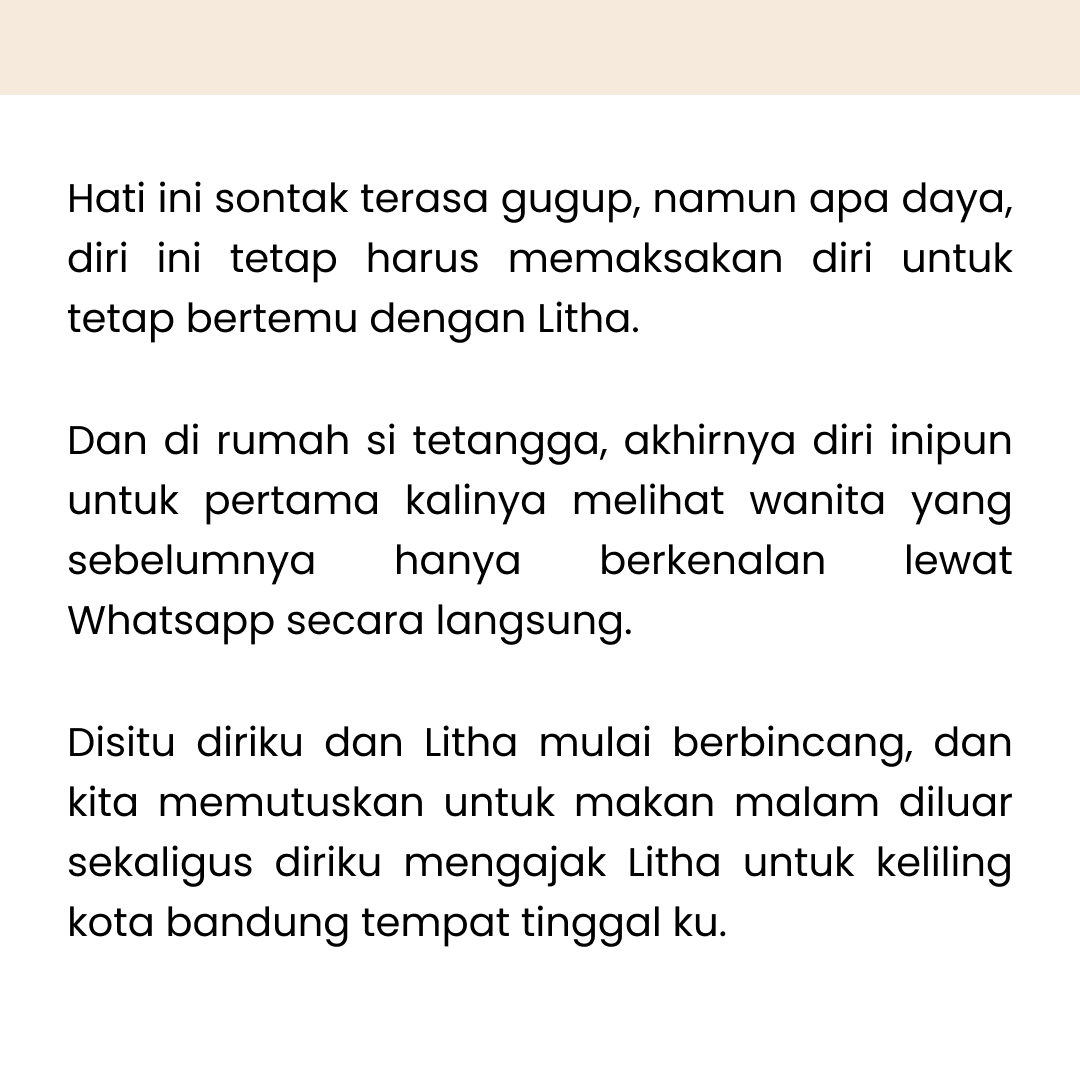 Hati ini sontak terasa gugup, namun apa daya,
diri ini tetap harus memaksakan diri untuk
tetap bertemu dengan Litha.
Dan di rumah si tetangga, akhirnya diri inipun
untuk pertama kalinya melihat wanita yang
sebelumnya hanya berkenalan lewat
Whatsapp secara langsung.
Disitu diriku dan Litha mulai berbincang, dan
kita memutuskan untuk makan malam diluar
sekaligus diriku mengajak Litha untuk keliling
kota bandung tempat tinggal ku.